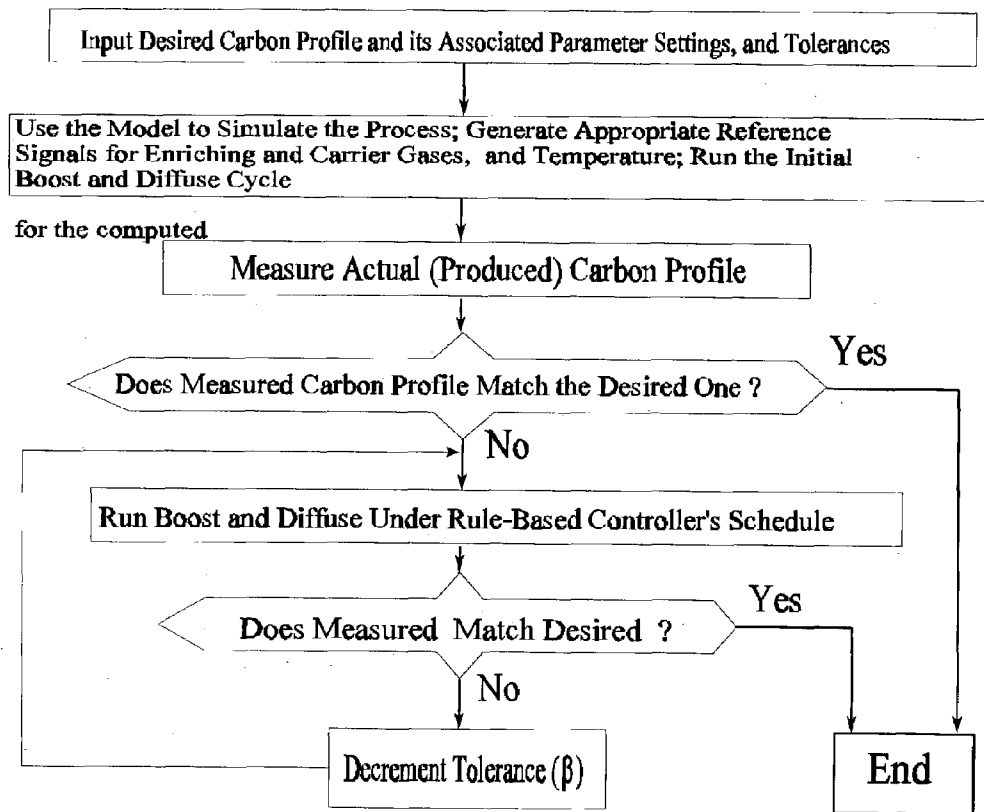 Input Desired Carbon Profile and its Associated Parameter Settings, and Tolerances
Use the Model to Simulate the Process; Generate Appropriate Reference
Signals for Enriching and Carrier Gases, and Temperature; Run the Initial
Boost and Diffuse Cycle
for the computed
Measure Actual (Produced) Carbon Profile
Yes
Does Measured Carbon Profile Match the Desired One ?
No
Run Boost and Diffuse Under Rule-Based Controller's Schedule
Yes
Does Measured Match Desired ?
No
Decrement Tolerance (β)
End